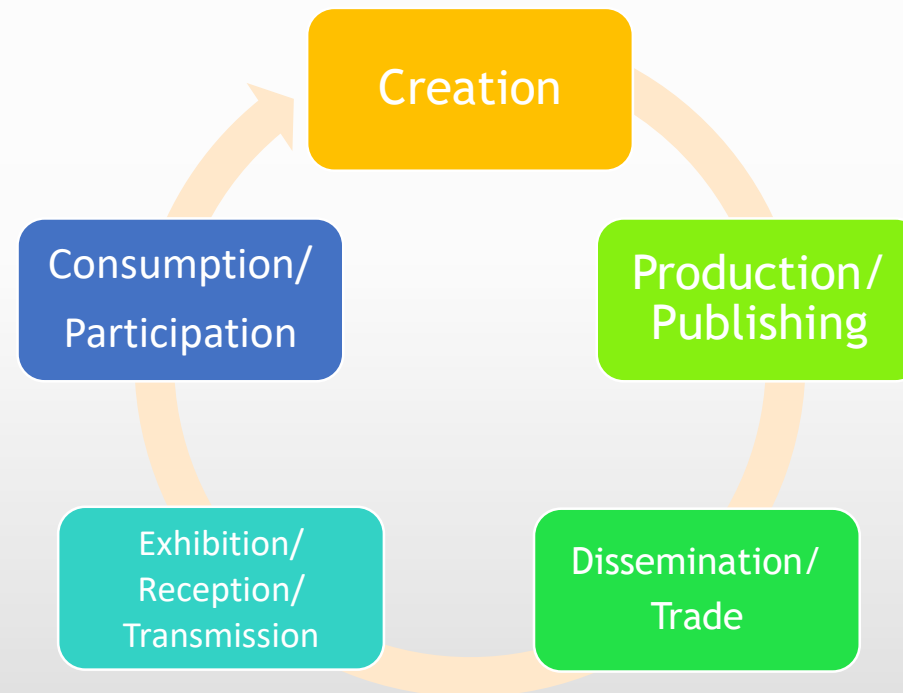 Creation
Production/
Publishing
Dissemination/
Trade
Exhibition/
Reception/
Transmission
Consumption/
Participation